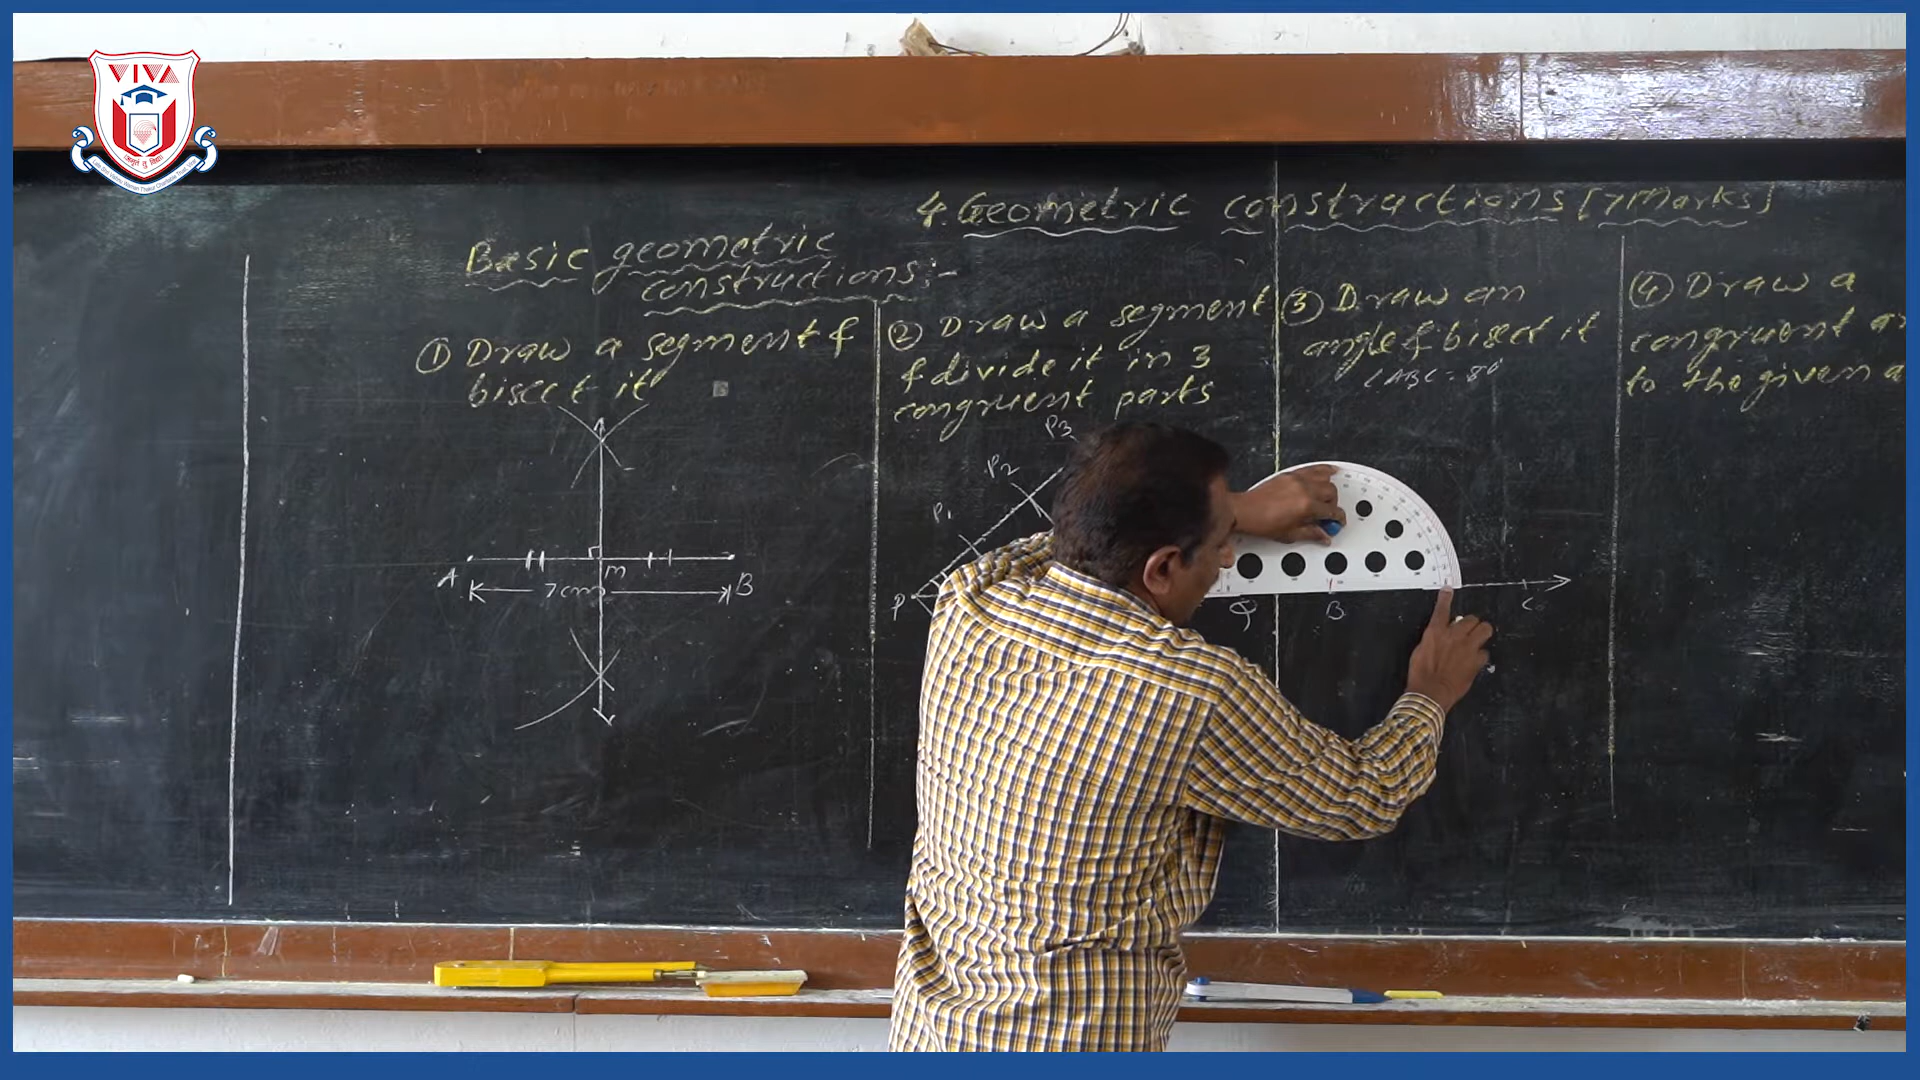 VIVA
4. Geometric constructions [7 Marks]
Basic geometric
constructions:-
① Draw a segment &
bisect it
A
M
B
7cm
② Draw a segment
& divide it in 3
congruent parts
P3
P2
P1
P
Q
③ Draw an
angle & bisect it
∠ABC = 80°
B
C
④ Draw a
congruent
to the given